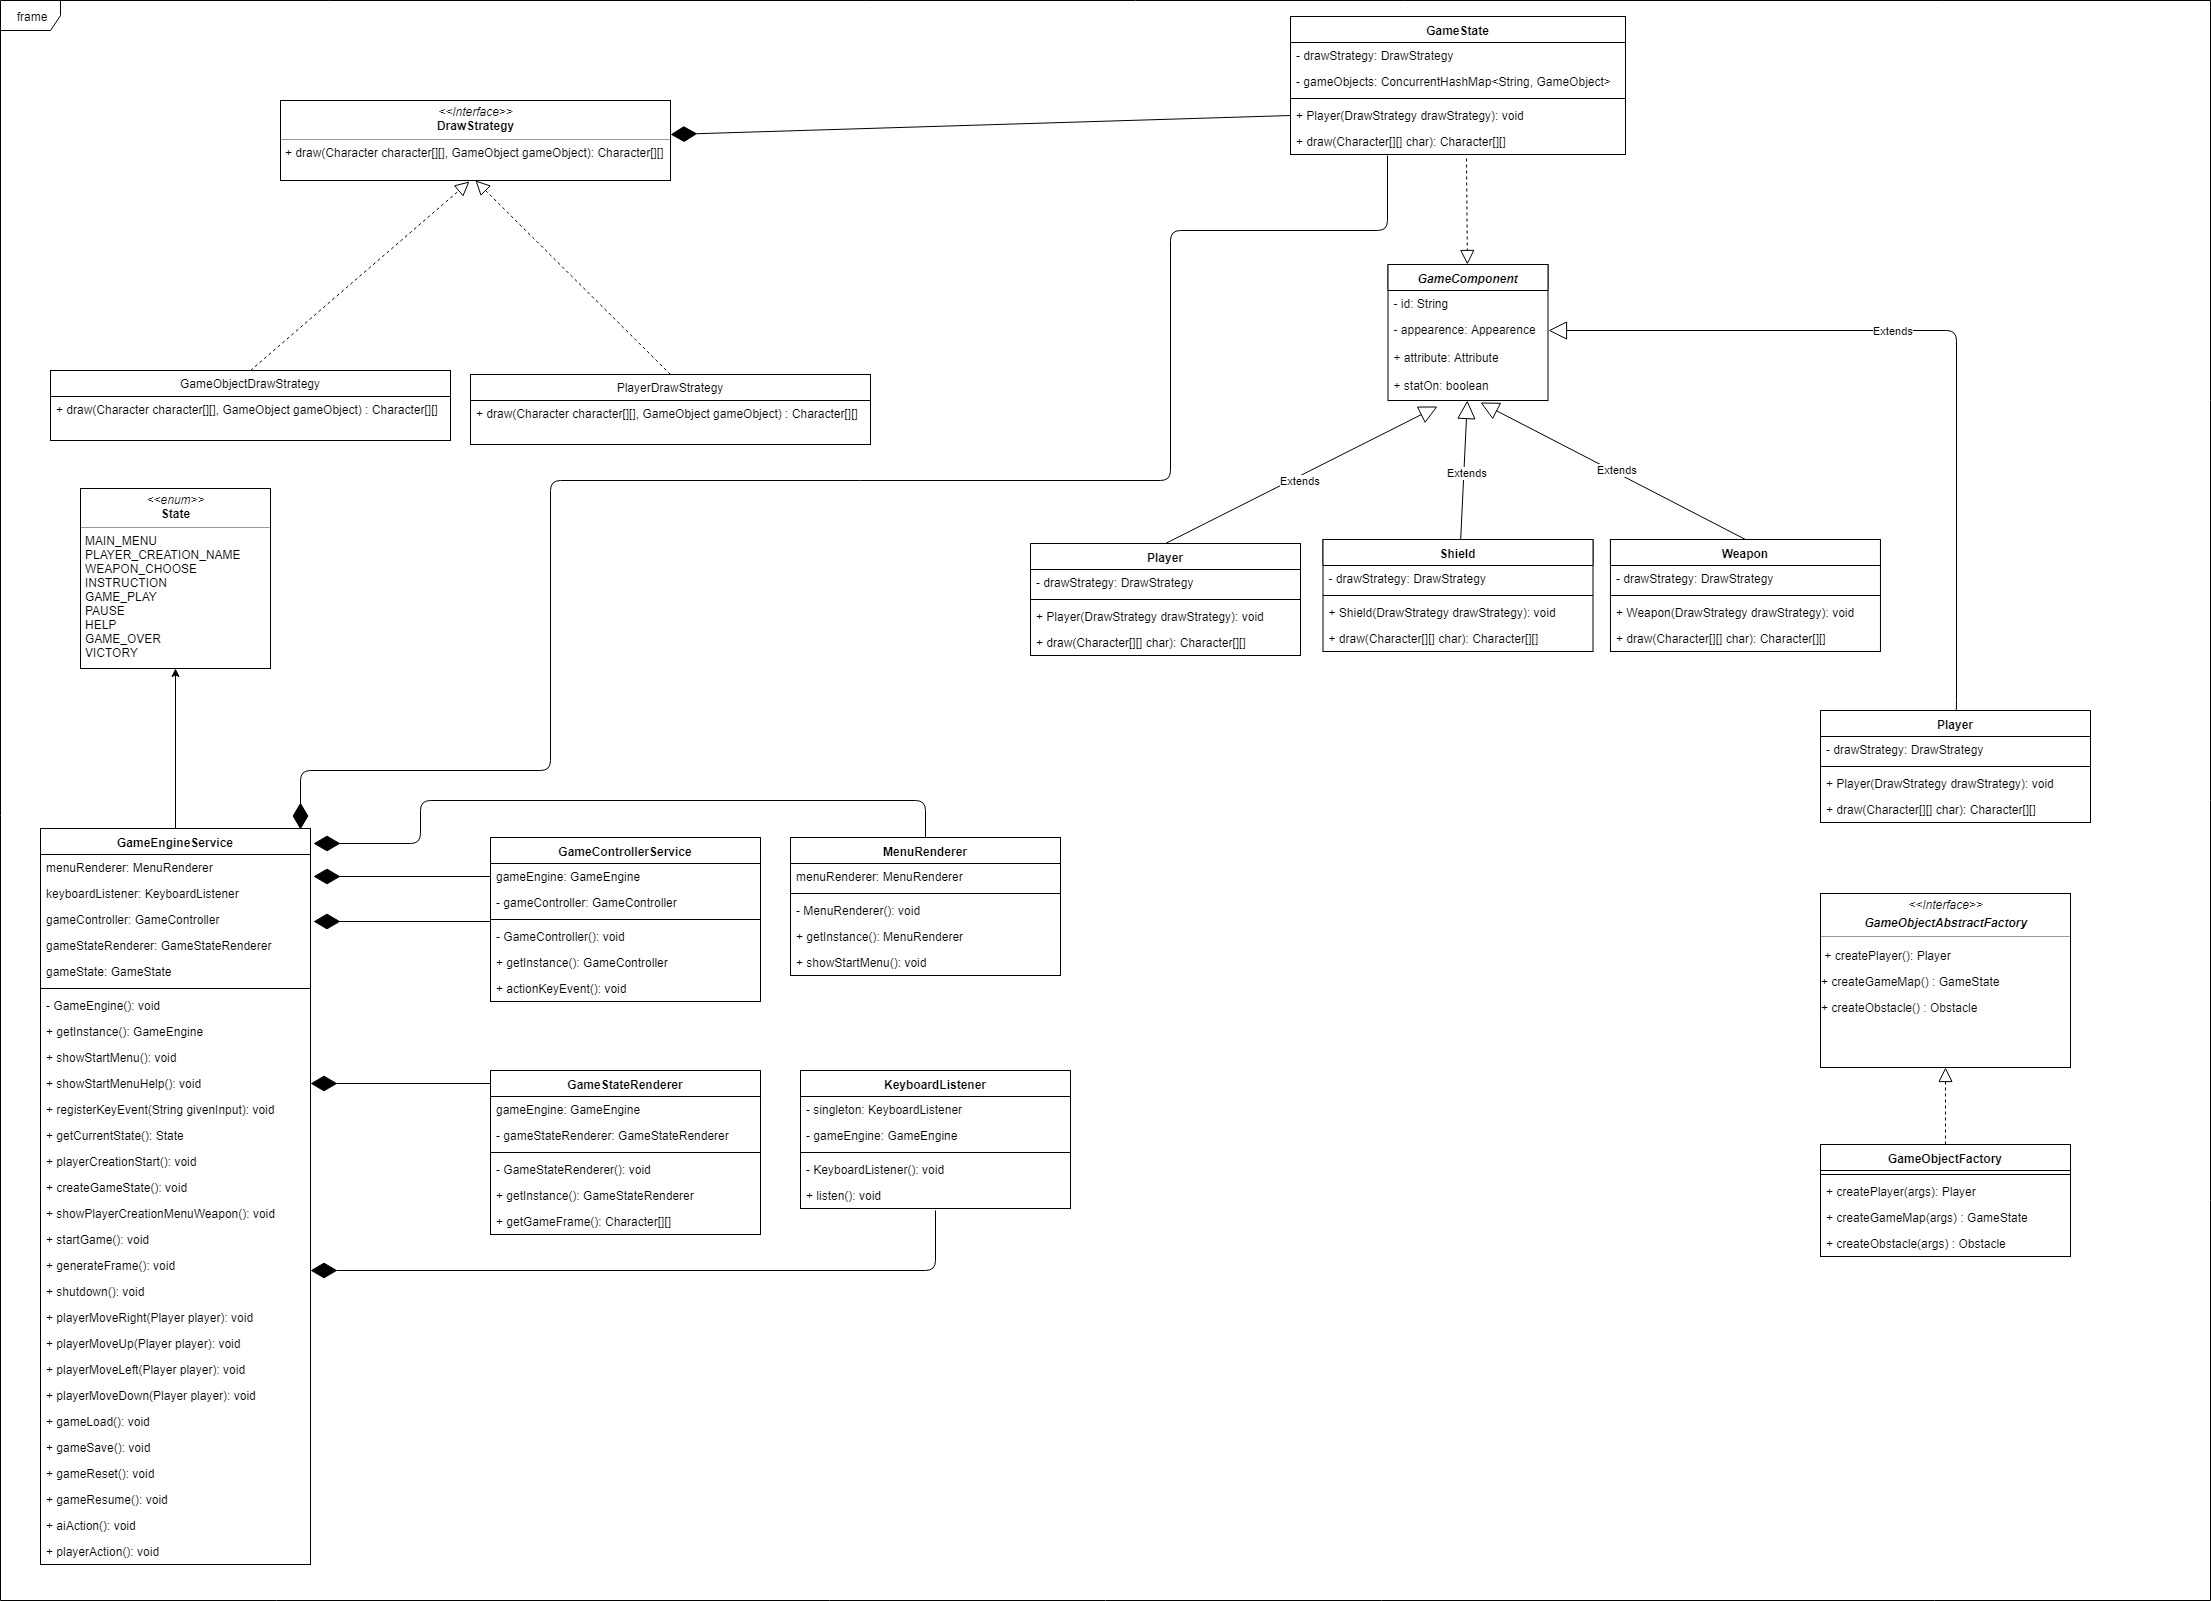 frame
GameState
- drawStrategy: DrawStrategy
- gameObjects: ConcurrentHashMap<String, GameObject>
+ Player(DrawStrategy drawStrategy): void
+ draw(Character[][] char): Character[][]
<<Interface>>
DrawStrategy
+ draw(Character character[][], GameObject gameObject): Character[][]
GameComponent
- id: String
- appearence: Appearence
+ attribute: Attribute
+ statOn: boolean
Extends
GameObjectDrawStrategy
+ draw(Character character[][], GameObject gameObject) : Character[][]
PlayerDrawStrategy
+ draw(Character character[][], GameObject gameObject) : Character[][]
Extends
Extends
Extends
<<enum>>
State
MAIN_MENU
PLAYER_CREATION_NAME
WEAPON_CHOOSE
INSTRUCTION
GAME_PLAY
PAUSE
HELP
GAME_OVER
VICTORY
Player
- drawStrategy: DrawStrategy
+ Player(DrawStrategy drawStrategy): void
+ draw(Character[][] char): Character[][]
Shield
- drawStrategy: DrawStrategy
+ Shield(DrawStrategy drawStrategy): void
+ draw(Character[][] char): Character[][]
Weapon
- drawStrategy: DrawStrategy
+ Weapon(DrawStrategy drawStrategy): void
+ draw(Character[][] char): Character[][]
Player
- drawStrategy: DrawStrategy
+ Player(DrawStrategy drawStrategy): void
+ draw(Character[][] char): Character[][]
GameEngineService
menuRenderer: MenuRenderer
keyboardListener: KeyboardListener
gameController: GameController
gameStateRenderer: GameStateRenderer
gameState: GameState
- GameEngine(): void
+ getInstance(): GameEngine
+ showStartMenu(): void
+ showStartMenuHelp(): void
+ registerKeyEvent(String givenInput): void
+ getCurrentState(): State
+ playerCreationStart(): void
+ createGameState(): void
+ showPlayerCreationMenuWeapon(): void
+ startGame(): void
+ generateFrame(): void
+ shutdown(): void
+ playerMoveRight(Player player): void
+ playerMoveUp(Player player): void
+ playerMoveLeft(Player player): void
+ playerMoveDown(Player player): void
+ gameLoad(): void
+ gameSave(): void
+ gameReset(): void
+ gameResume(): void
+ aiAction(): void
+ playerAction(): void
GameControllerService
gameEngine: GameEngine
- gameController: GameController
- GameController(): void
+ getInstance(): GameController
+ actionKeyEvent(): void
MenuRenderer
menuRenderer: MenuRenderer
- MenuRenderer(): void
+ getInstance(): MenuRenderer
+ showStartMenu(): void
GameStateRenderer
gameEngine: GameEngine
- gameStateRenderer: GameStateRenderer
- GameStateRenderer(): void
+ getInstance(): GameStateRenderer
+ getGameFrame(): Character[][]
KeyboardListener
- singleton: KeyboardListener
- gameEngine: GameEngine
- KeyboardListener(): void
+ listen(): void
<<Interface>>
GameObjectAbstractFactory
+ createPlayer(): Player
+ createGameMap() : GameState
+ createObstacle() : Obstacle
GameObjectFactory
+ createPlayer(args): Player
+ createGameMap(args) : GameState
+ createObstacle(args) : Obstacle